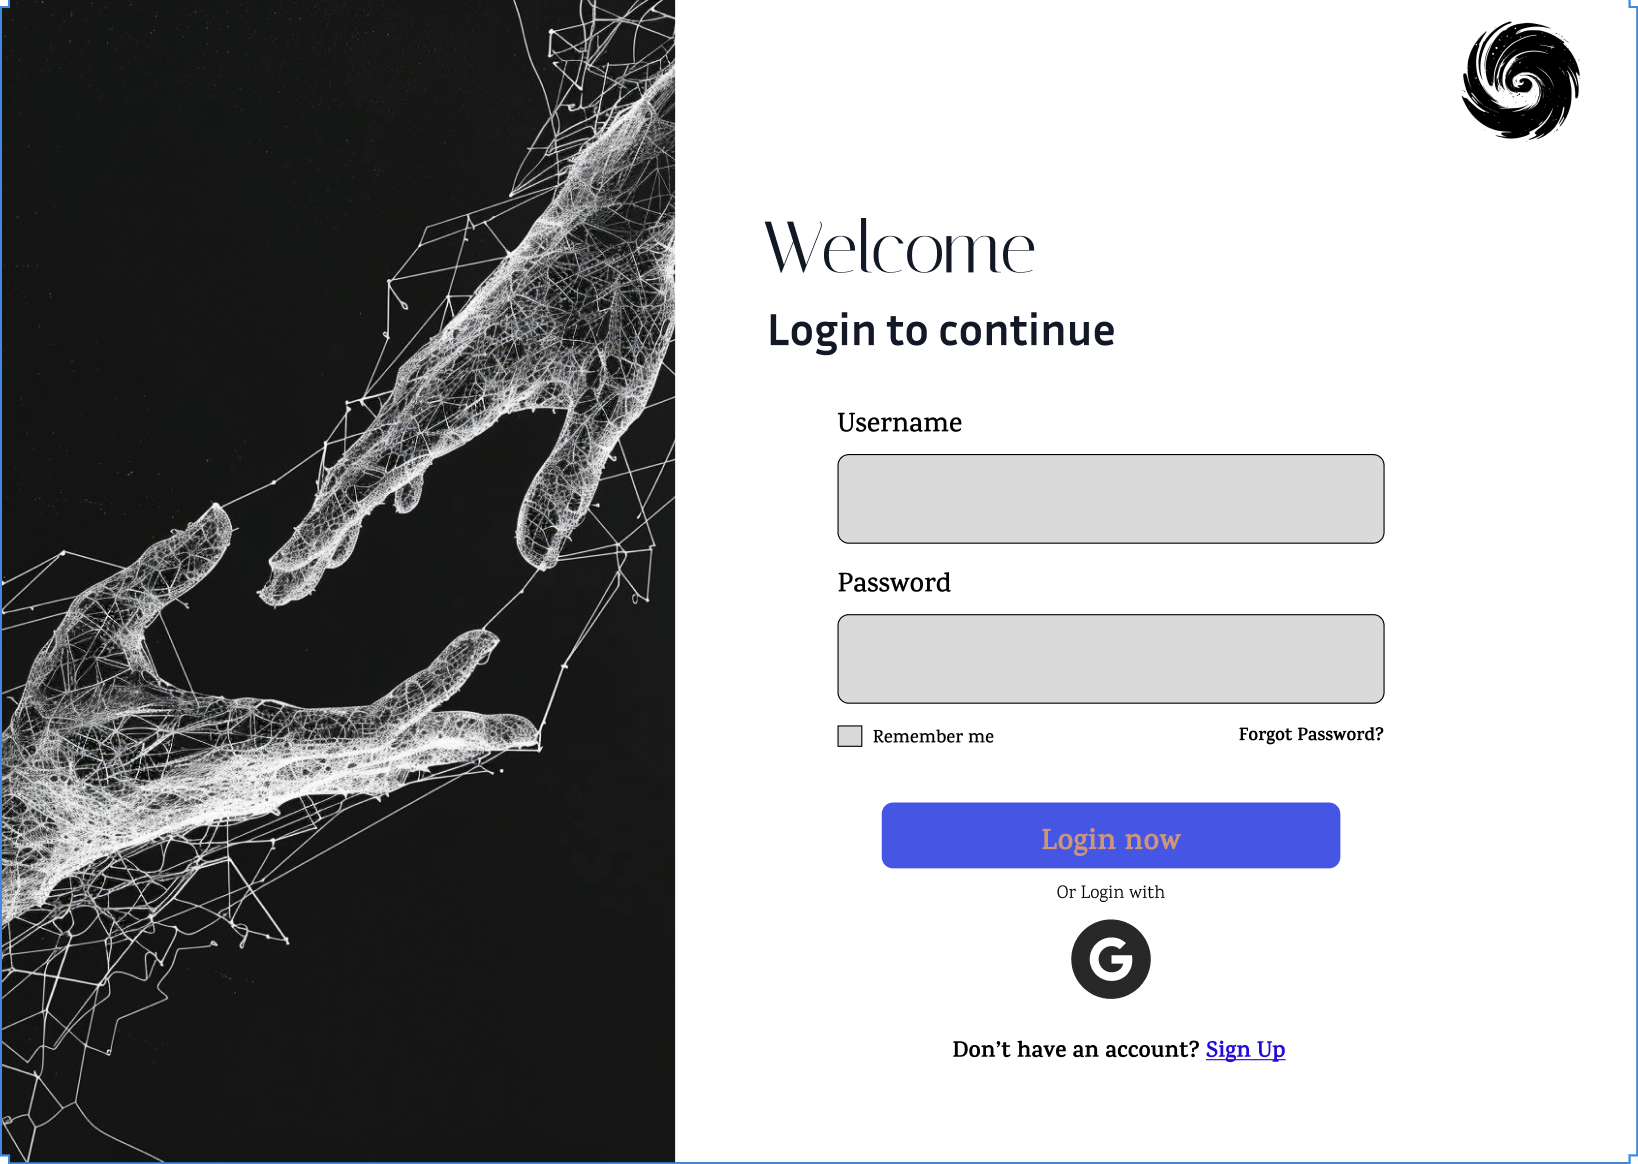 Welcome
Login to continue
Username
Password
Remember me
Forgot Password?
Login now
Or Login with
G
Don’t have an account? Sign Up